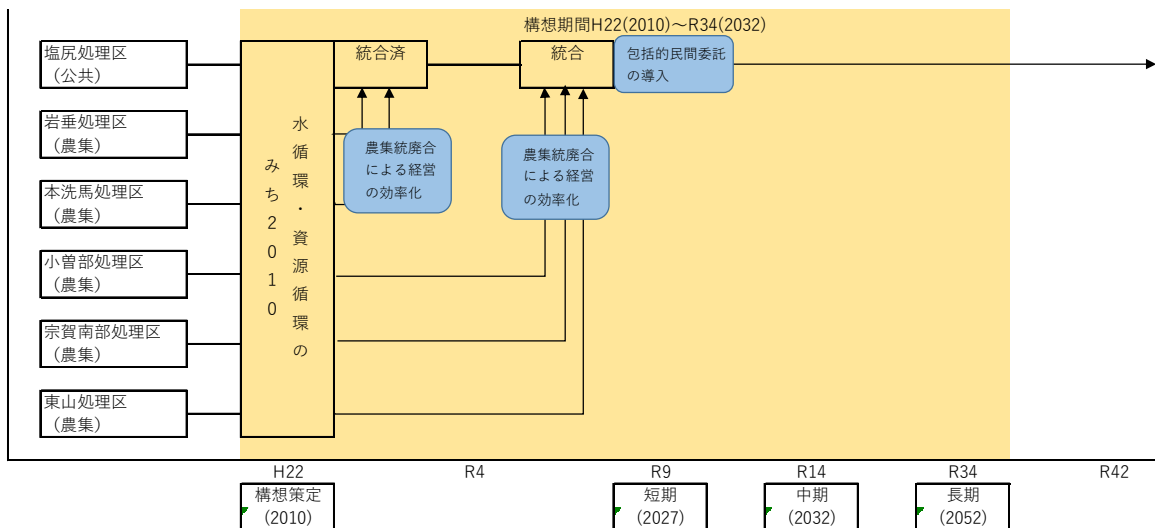 構想期間H22(2010)～R34(2032)
塩尻処理区
（公共）
統合済
統合
包括的民間委託
の導入
岩垂処理区
（農集）
水循環・資源循環の
みち2010
農集統廃合
による経営
の効率化
農集統廃合
による経営
の効率化
本洗馬処理区
（農集）
小曽部処理区
（農集）
宗賀南部処理区
（農集）
東山処理区
（農集）
H22
R4
R9
R14
R34
R42
構想策定
(2010)
短期
(2027)
中期
(2032)
長期
(2052)